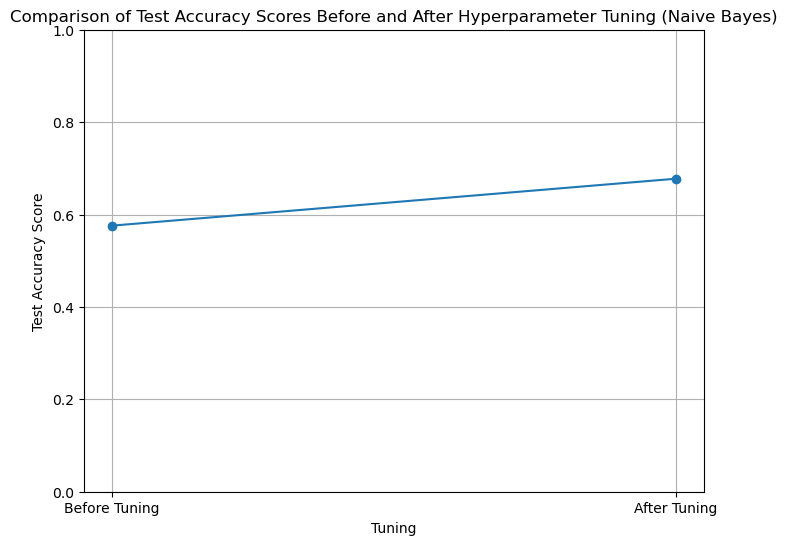 Comparison of Test Accuracy Scores Before and After Hyperparameter Tuning (Naive Bayes)
1.0
0.8
0.6
0.4
0.2
0.0
Test Accuracy Score
Before Tuning
After Tuning
Tuning